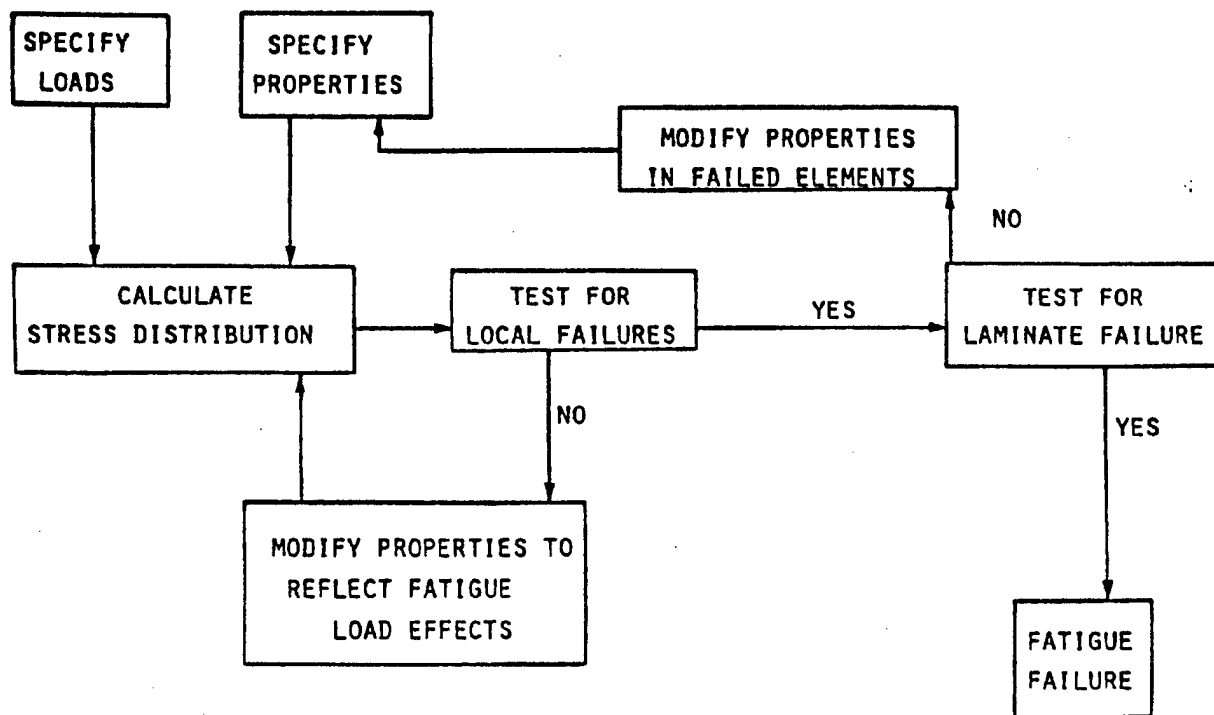 SPECIFY
LOADS
SPECIFY
PROPERTIES
MODIFY PROPERTIES
IN FAILED ELEMENTS
NO
CALCULATE
STRESS DISTRIBUTION
TEST FOR
LOCAL FAILURES
YES
TEST FOR
LAMINATE FAILURE
NO
YES
MODIFY PROPERTIES TO
REFLECT FATIGUE
LOAD EFFECTS
FATIGUE
FAILURE